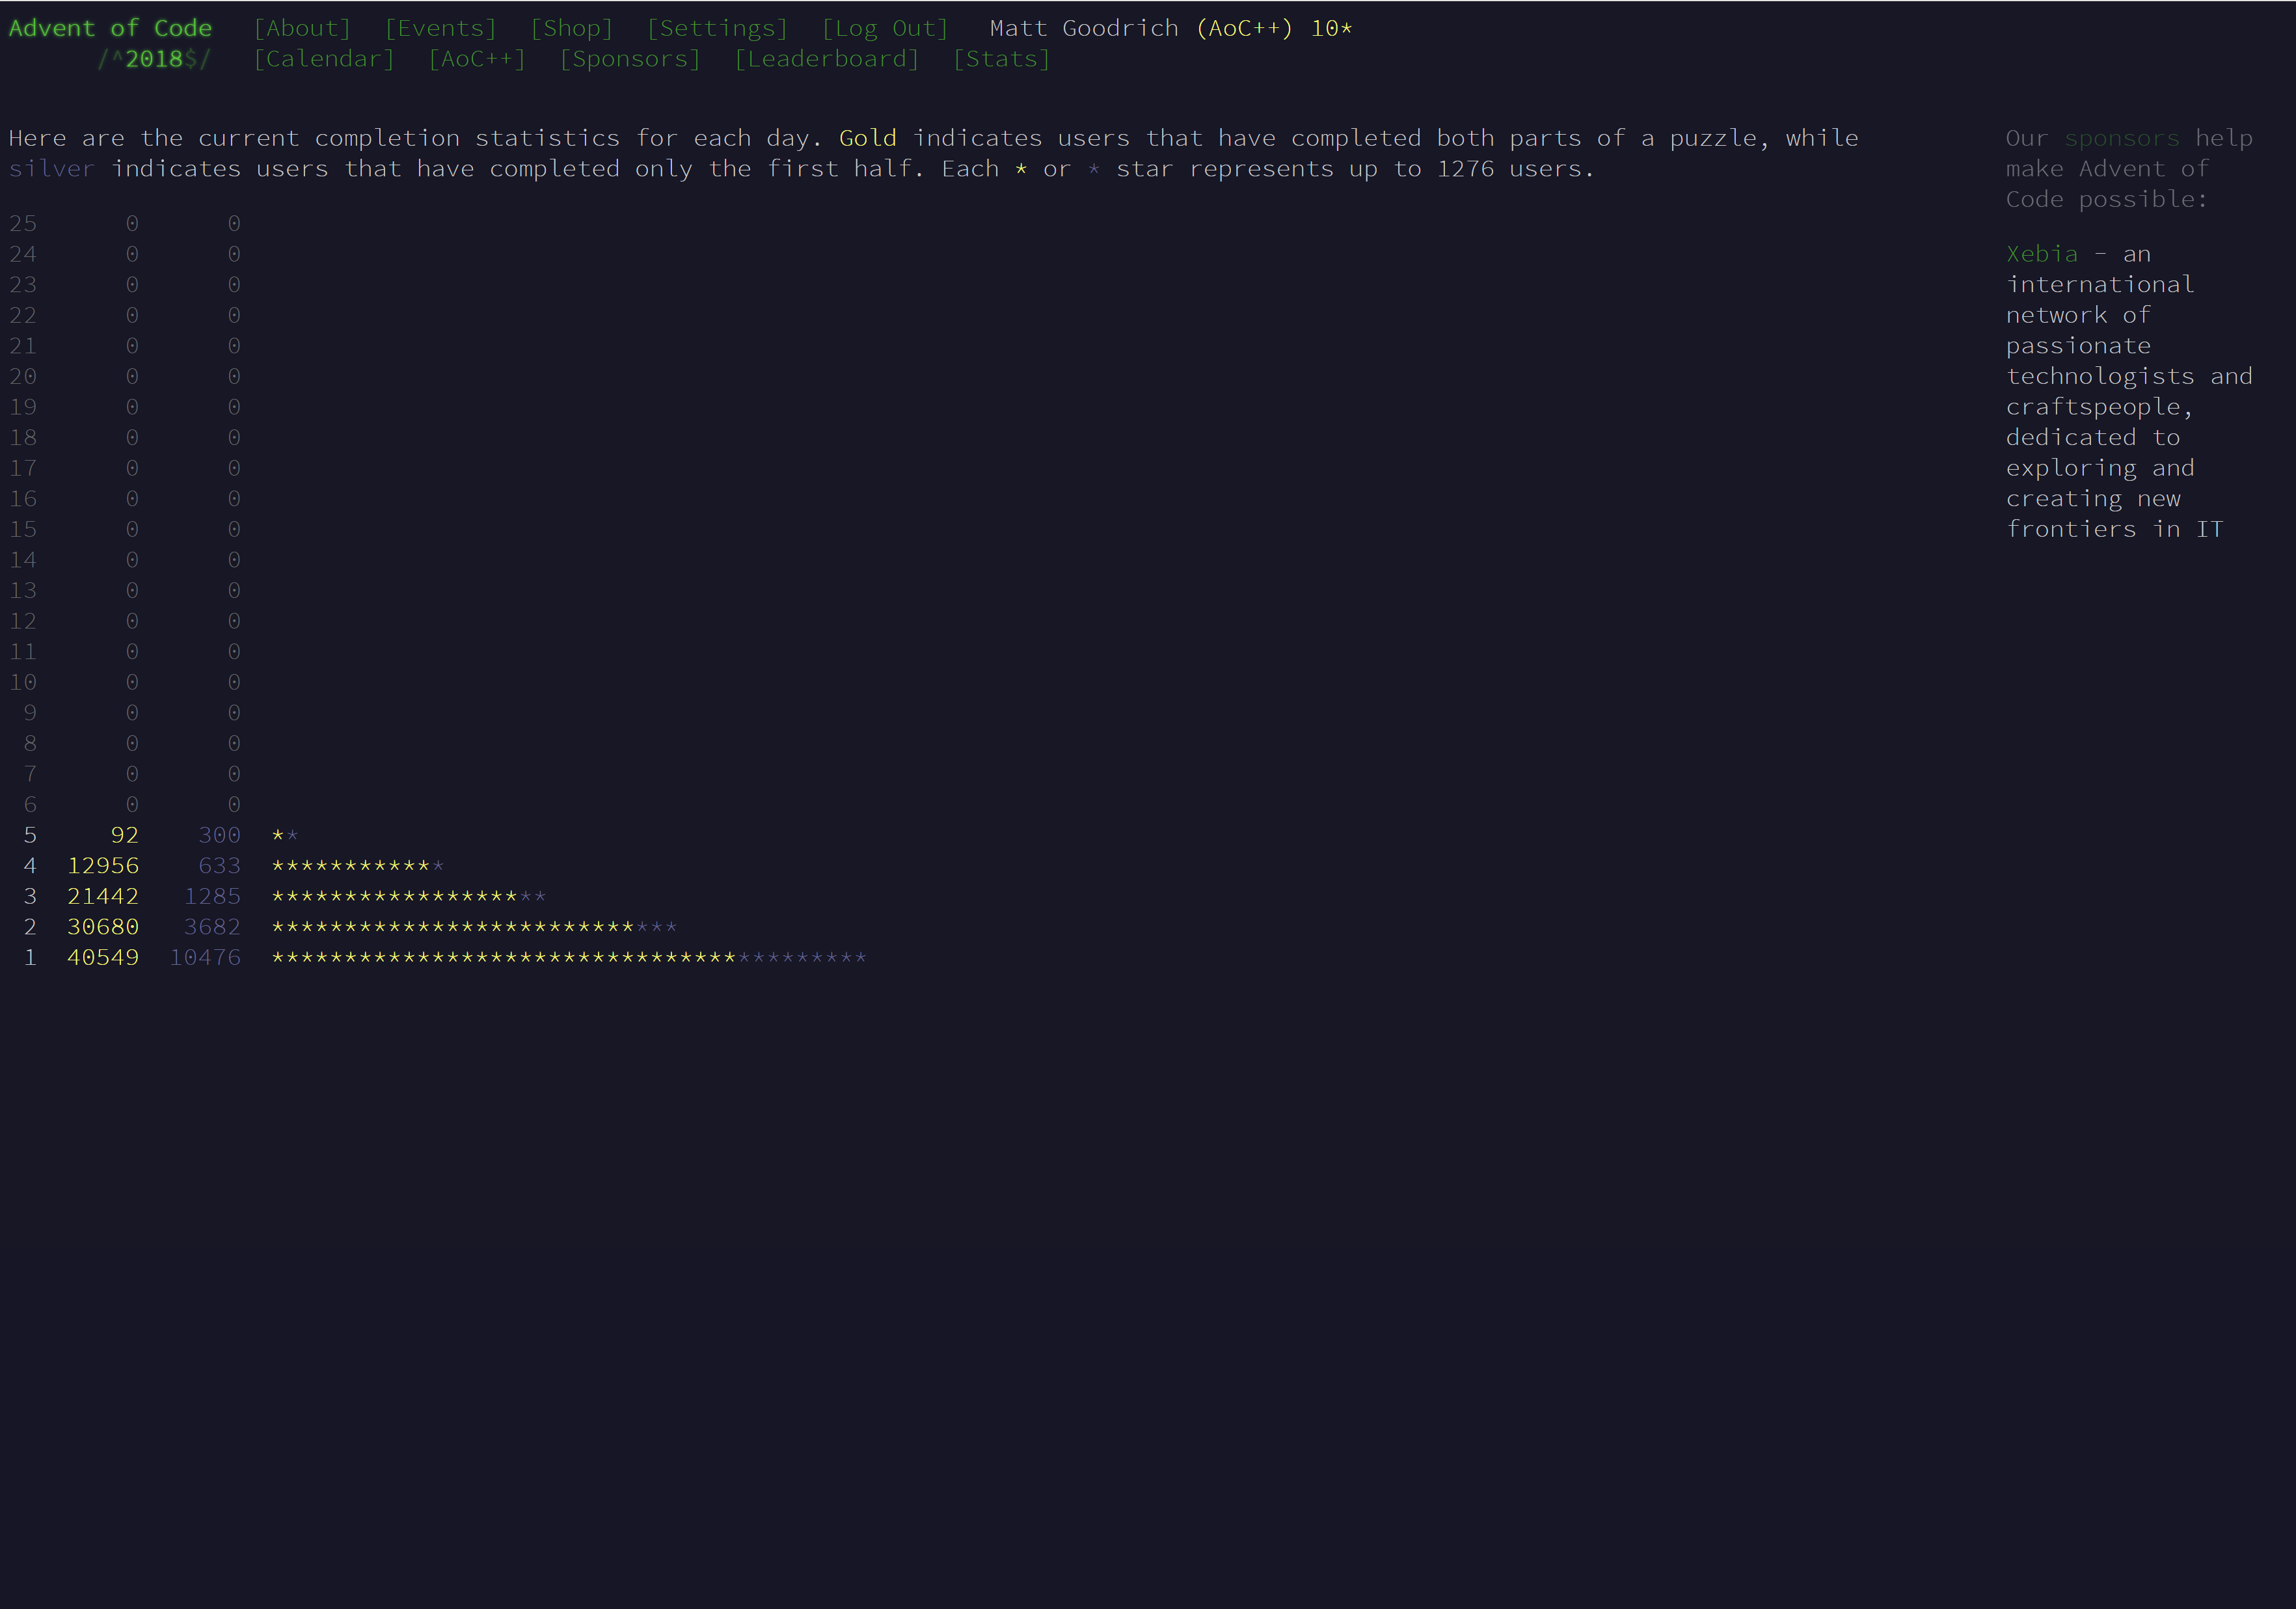 Advent of Code [About] [Events] [Shop] [Settings] [Log Out] Matt Goodrich (AoC++) 10*
/^2018$/ [Calendar] [AoC++] [Sponsors] [Leaderboard] [Stats]
Here are the current completion statistics for each day. Gold indicates users that have completed both parts of a puzzle, while
silver indicates users that have completed only the first half. Each * or * star represents up to 1276 users.
25 0 0
24 0 0
23 0 0
22 0 0
21 0 0
20 0 0
19 0 0
18 0 0
17 0 0
16 0 0
15 0 0
14 0 0
13 0 0
12 0 0
11 0 0
10 0 0
9 0 0
8 0 0
7 0 0
6 0 0
5 92 300 **
4 12956 633 ************
3 21442 1285 *******************
2 30680 3682 ****************************
1 40549 10476 *****************************************
Our sponsors help
make Advent of
Code possible:
Xebia - an
international
network of
passionate
technologists and
craftspeople,
dedicated to
exploring and
creating new
frontiers in IT